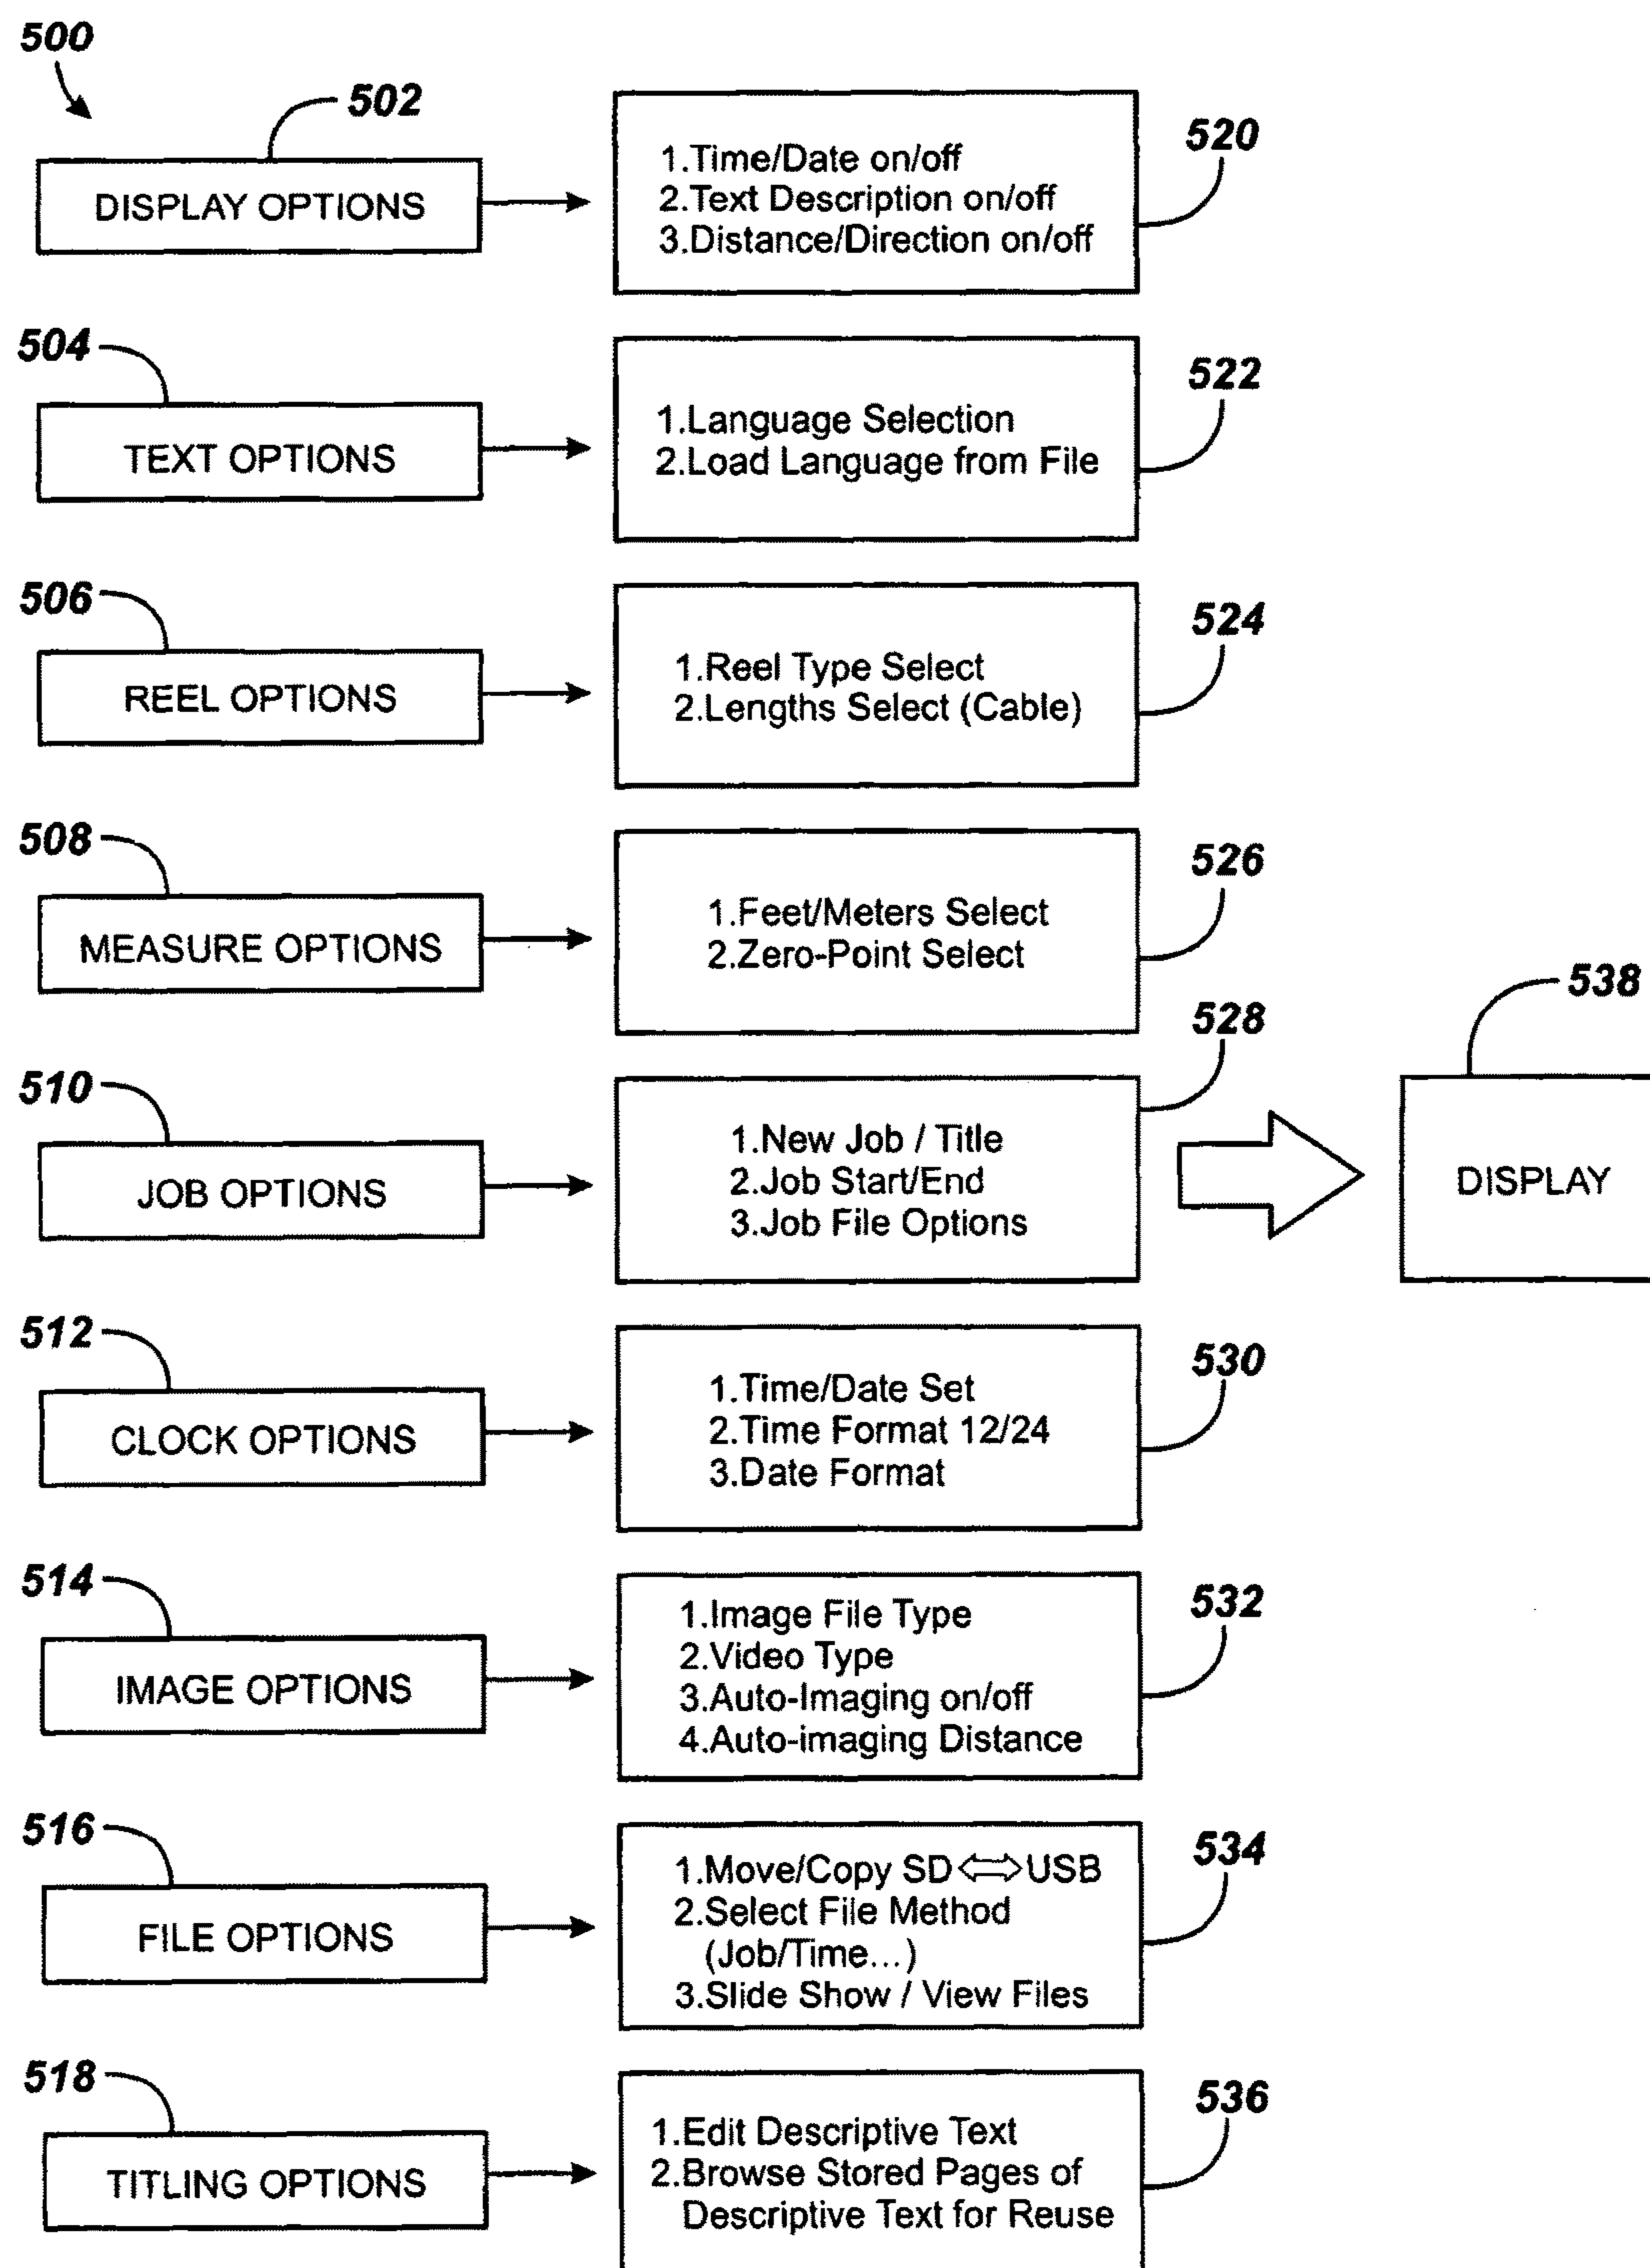 500
502
DISPLAY OPTIONS
1.Time/Date on/off
2.Text Description on/off
3.Distance/Direction on/off
520
504
TEXT OPTIONS
1.Language Selection
2.Load Language from File
522
506
REEL OPTIONS
1.Reel Type Select
2.Lengths Select (Cable)
524
508
MEASURE OPTIONS
1.Feet/Meters Select
2.Zero-Point Select
526
510
JOB OPTIONS
1.New Job / Title
2.Job Start/End
3.Job File Options
528
538
DISPLAY
512
CLOCK OPTIONS
1.Time/Date Set
2.Time Format 12/24
3.Date Format
530
514
IMAGE OPTIONS
1.Image File Type
2.Video Type
3.Auto-Imaging on/off
4.Auto-imaging Distance
532
516
FILE OPTIONS
1.Move/Copy SD⇔USB
2.Select File Method
(Job/Time...)
3.Slide Show / View Files
534
518
TITLING OPTIONS
1.Edit Descriptive Text
2.Browse Stored Pages of
Descriptive Text for Reuse
536